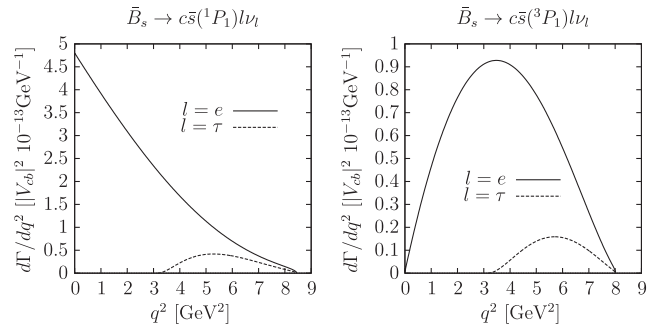 B̄_s → cs̄(¹P₁)lν_l
dΓ/dq² [|V_cb|² 10⁻¹³GeV⁻¹]
5
4.5
4
3.5
3
2.5
2
1.5
1
0.5
0
l = e
l = τ
0 1 2 3 4 5 6 7 8 9
q² [GeV²]
B̄_s → cs̄(³P₁)lν_l
dΓ/dq² [|V_cb|² 10⁻¹³GeV⁻¹]
1
0.9
0.8
0.7
0.6
0.5
0.4
0.3
0.2
0.1
0
l = e
l = τ
0 1 2 3 4 5 6 7 8 9
q² [GeV²]